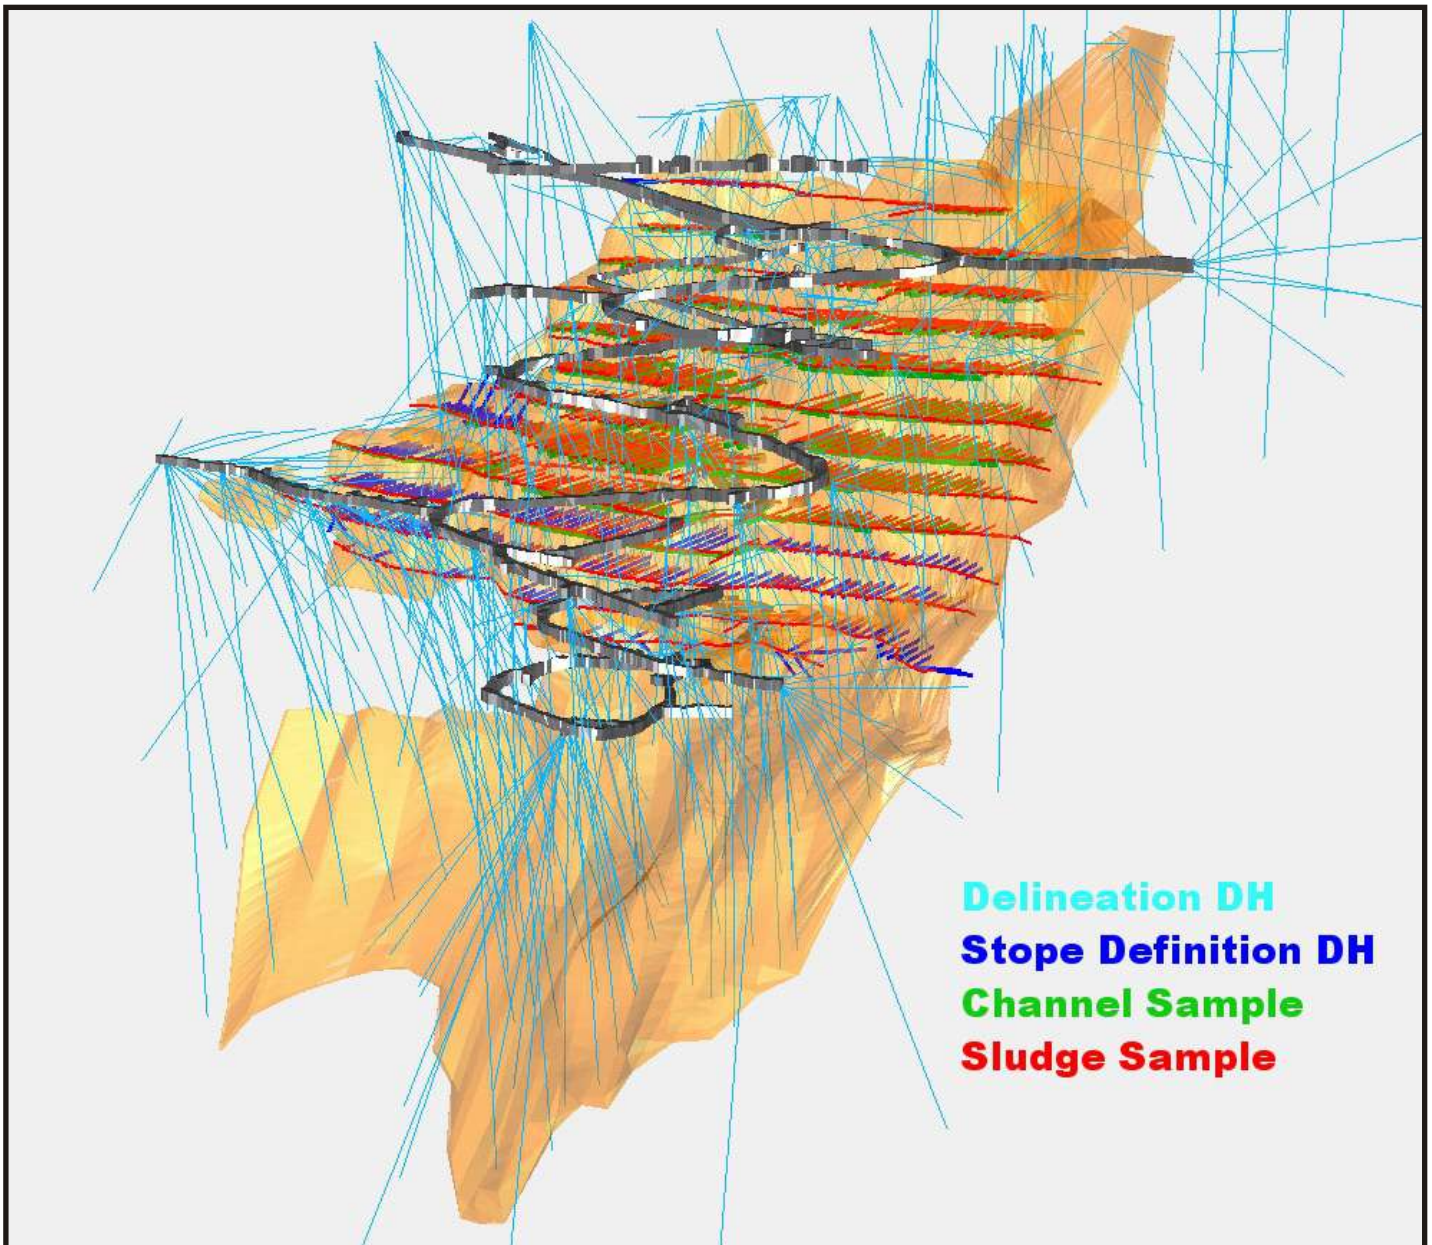 Delineation DH
Stope Definition DH
Channel Sample
Sludge Sample